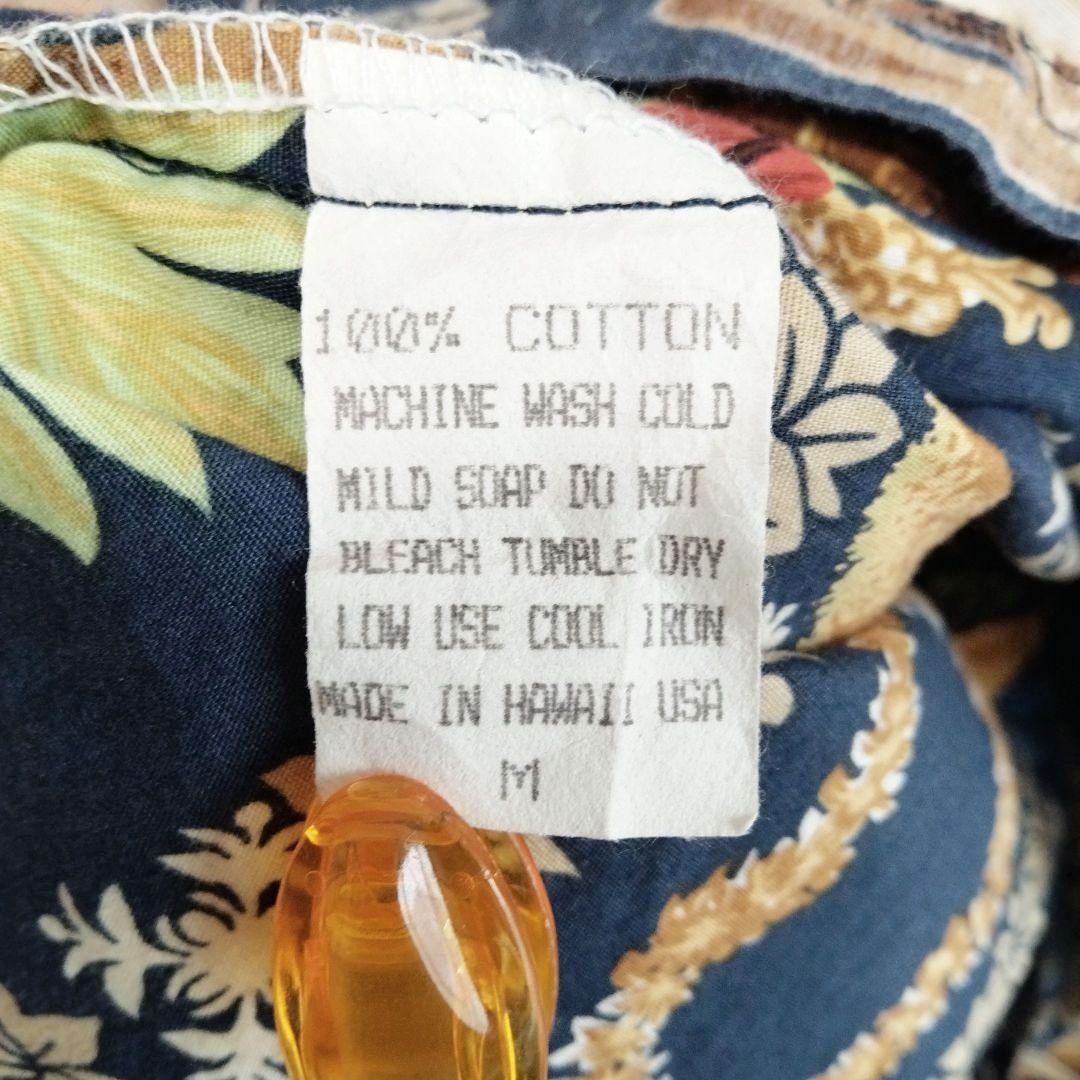 100% COTTON
MACHINE WASH COLD
MILD SOAP DO NOT
BLEACH TUMBLE DRY
LOW USE COOL IRON
MADE IN HAWAII USA
M